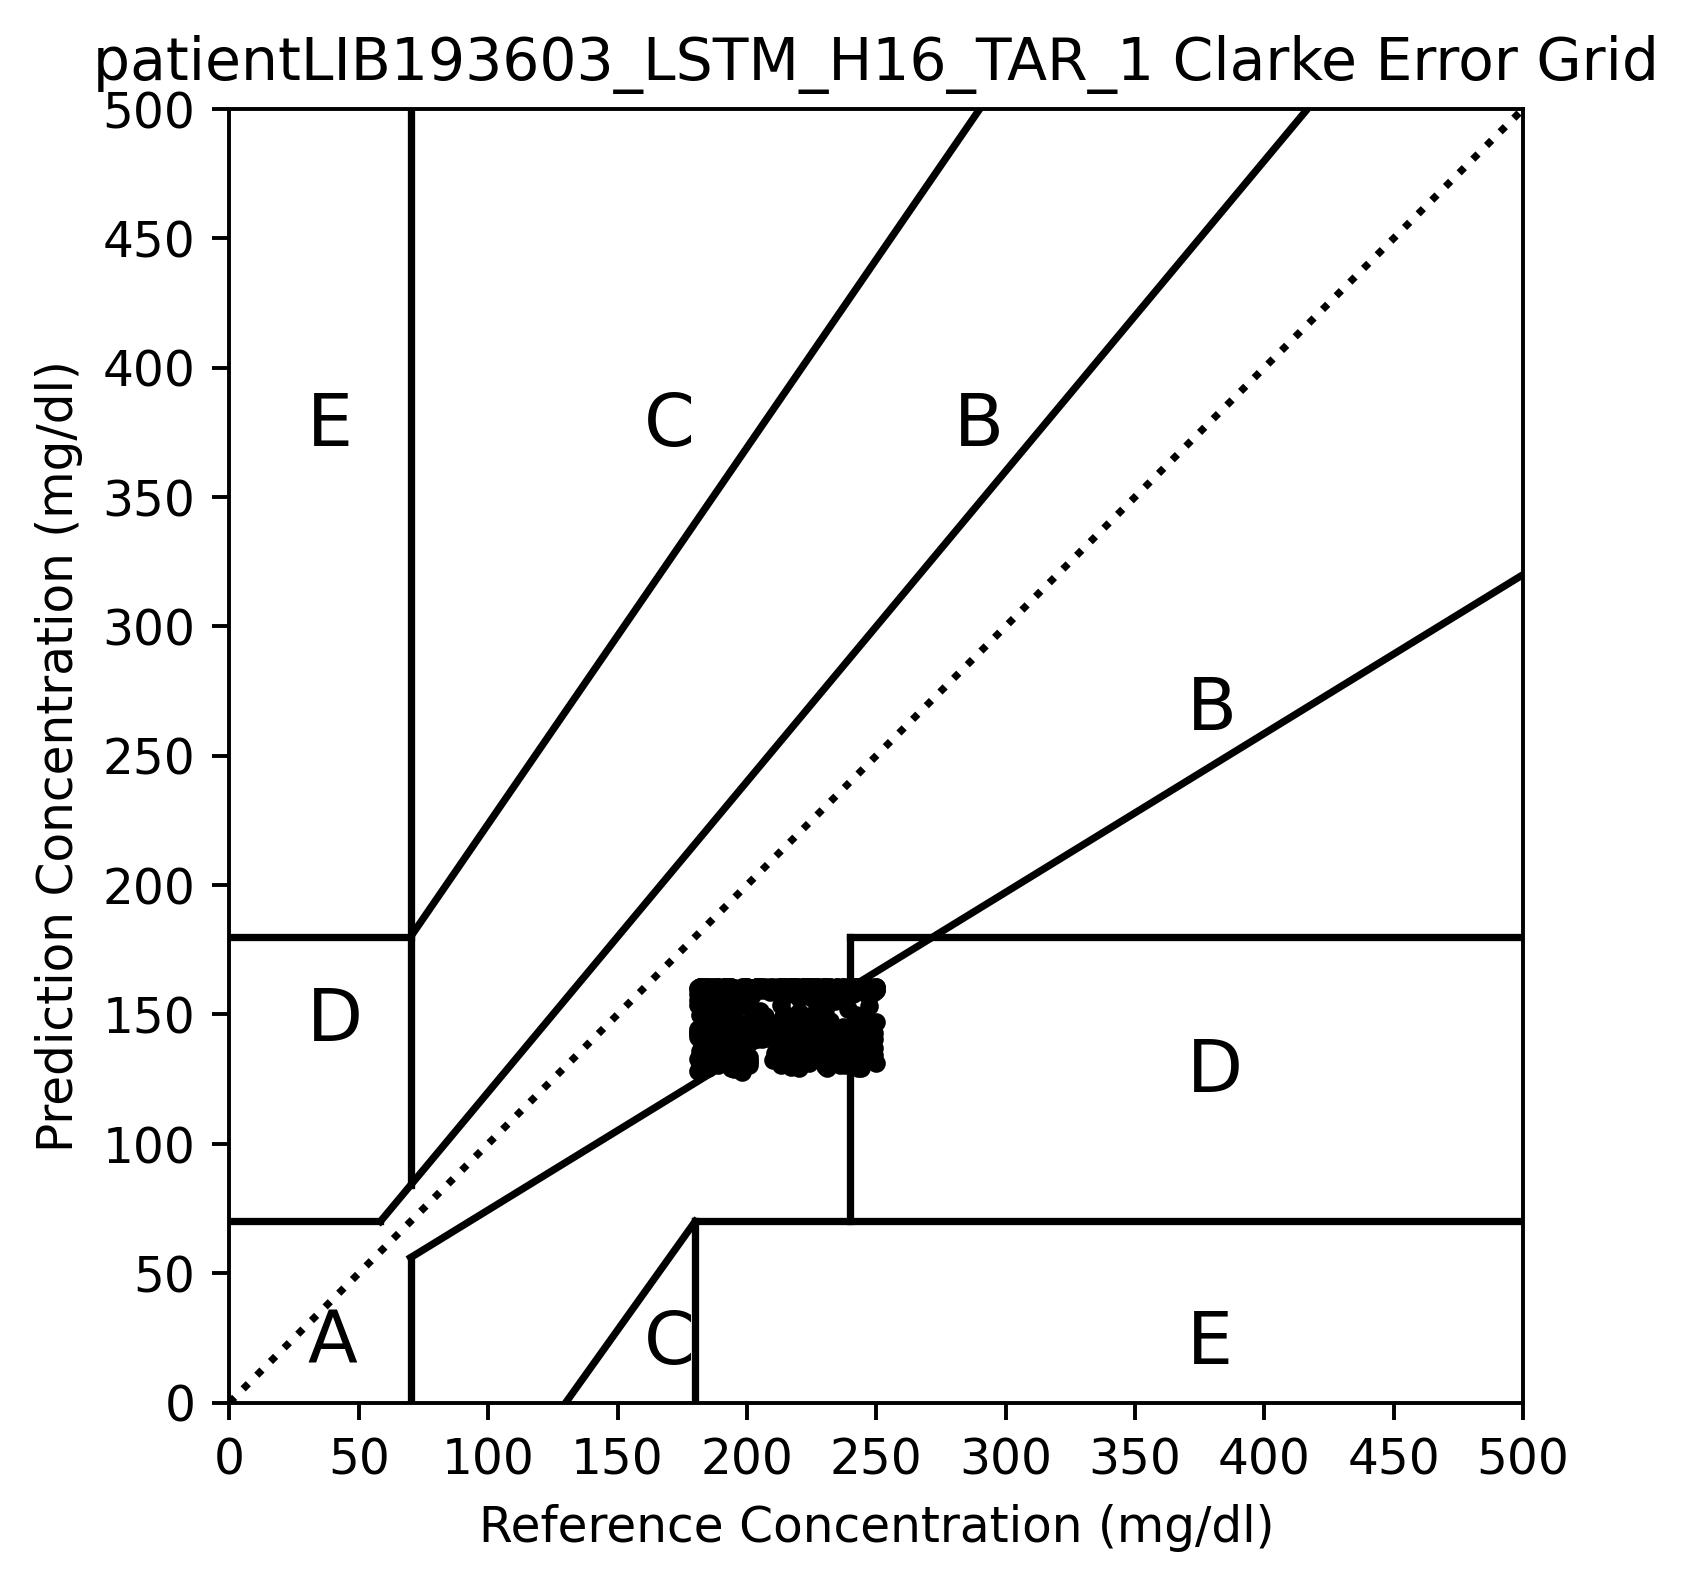 patientLIB193603_LSTM_H16_TAR_1 Clarke Error Grid
Prediction Concentration (mg/dl)
500
450
400
350
300
250
200
150
100
50
0
E
C
B
B
D
D
A
C
E
0 50 100 150 200 250 300 350 400 450 500
Reference Concentration (mg/dl)